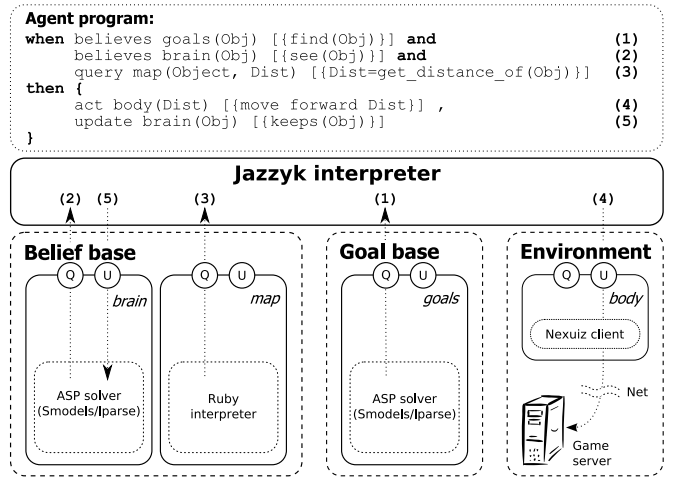 Agent program:
when believes goals(Obj) [{find(Obj)}] and (1)
believes brain(Obj) [{see(Obj)}] and (2)
query map(Object, Dist) [{Dist=get_distance_of(Obj)}] (3)
then {
act body(Dist) [{move forward Dist}] , (4)
update brain(Obj) [{keeps(Obj)}] (5)
}
Jazzyk interpreter
(2) (5) (3) (1) (4)
Belief base Goal base Environment
Q U Q U Q U Q U
brain map goals body
Nexuiz client
ASP solver
(Smodels/lparse)
Ruby
interpreter
ASP solver
(Smodels/lparse)
Net
Game
server